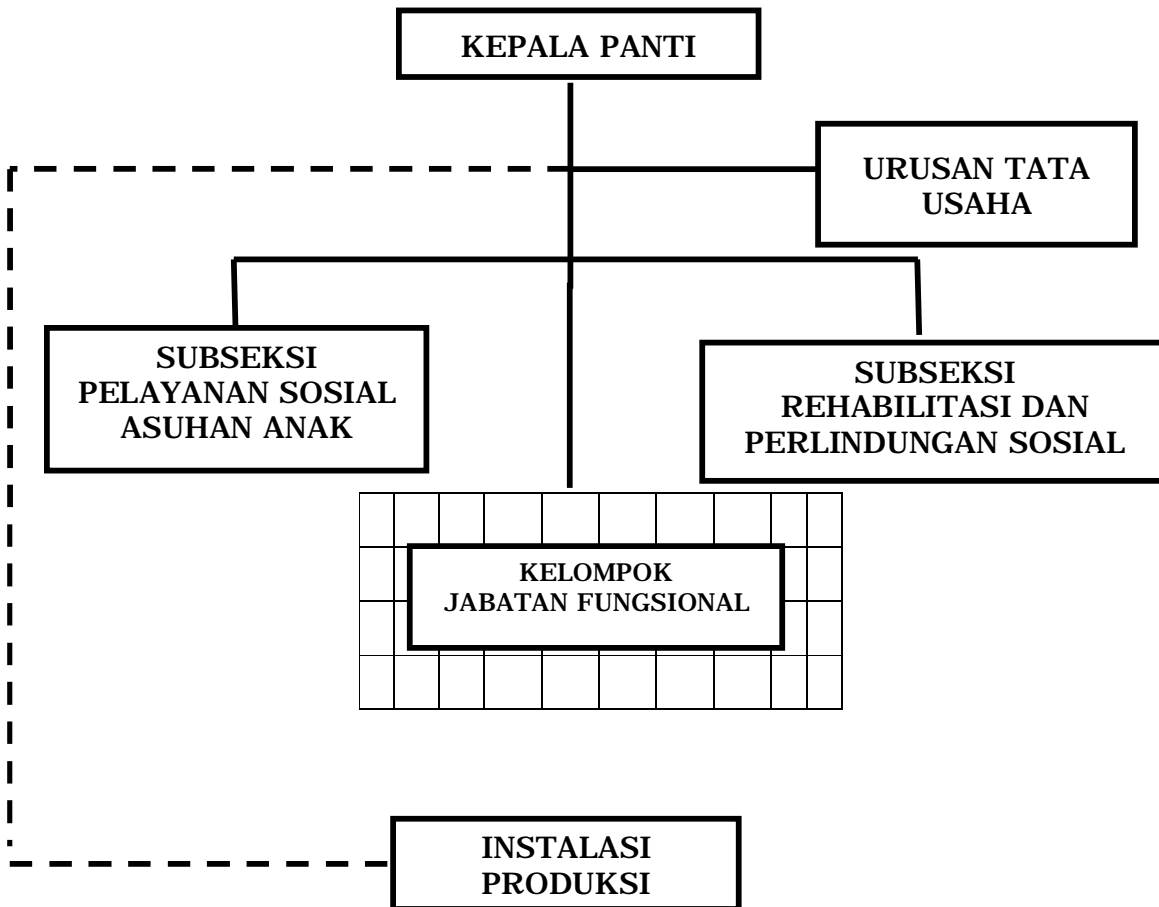 KEPALA PANTI
URUSAN TATA
USAHA
SUBSEKSI
PELAYANAN SOSIAL
ASUHAN ANAK
SUBSEKSI
REHABILITASI DAN
PERLINDUNGAN SOSIAL
KELOMPOK
JABATAN FUNGSIONAL
INSTALASI
PRODUKSI